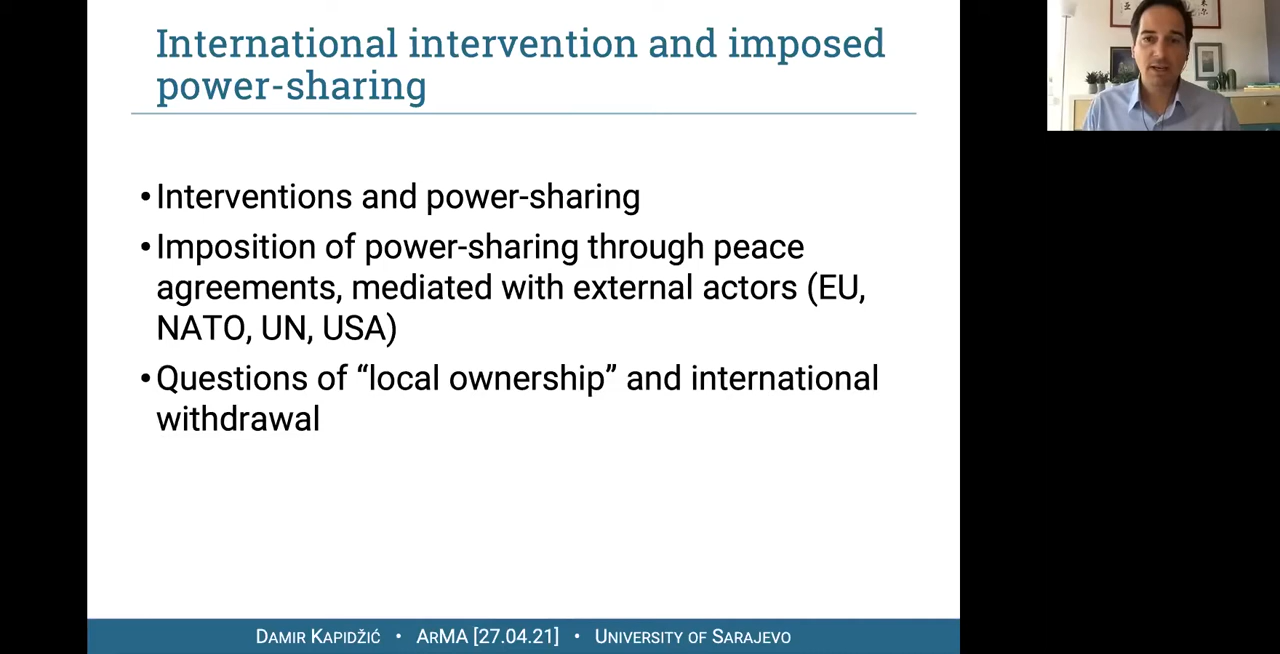 International intervention and imposed
power-sharing
•Interventions and power-sharing
•Imposition of power-sharing through peace
agreements, mediated with external actors (EU,
NATO, UN, USA)
•Questions of “local ownership” and international
withdrawal
DAMIR KAPIDŽIĆ • ARMA [27.04.21] • UNIVERSITY OF SARAJEVO